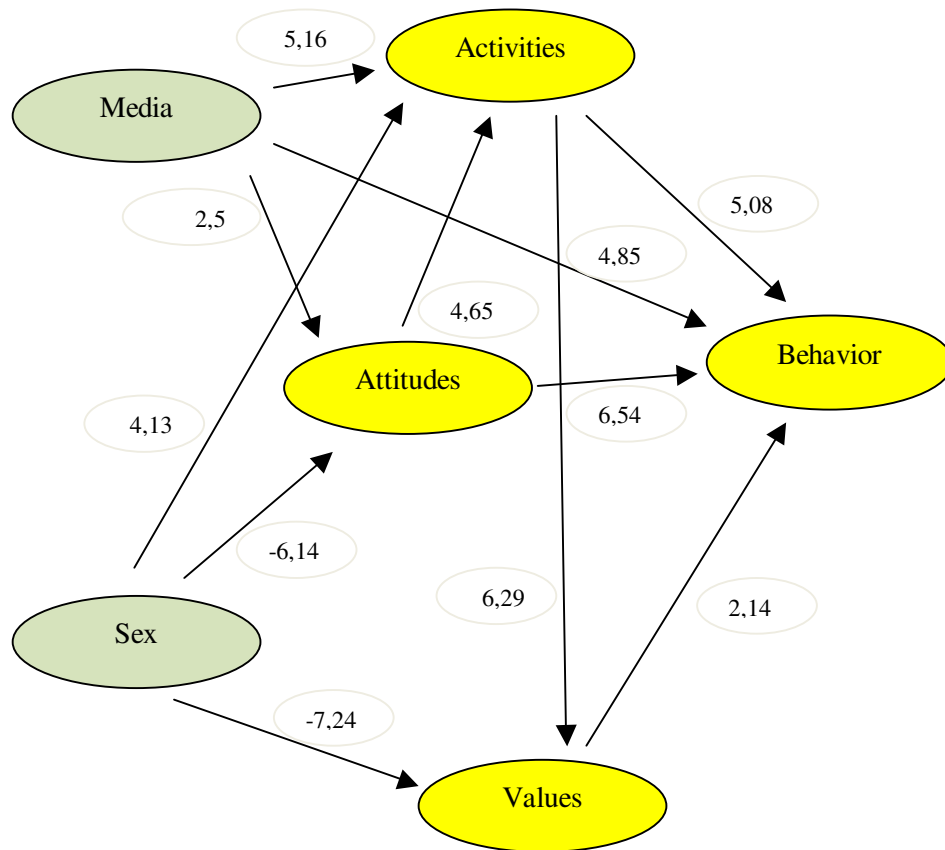 5,16
Activities
Media
2,5
5,08
4,85
4,65
Behavior
Attitudes
4,13
6,54
-6,14
6,29
2,14
Sex
-7,24
Values